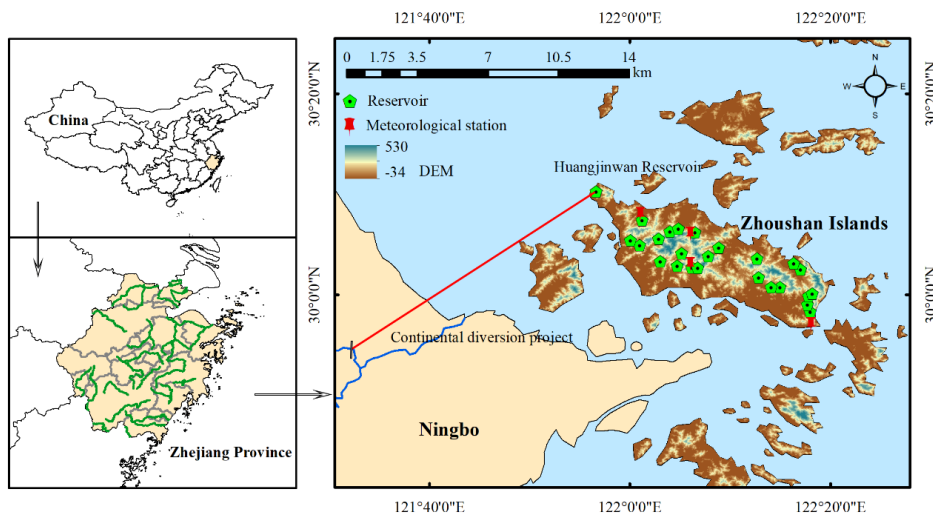 China
Zhejiang Province
121°40'0"E
122°0'0"E
122°20'0"E
30°20'0"N
30°0'0"N
0 1.75 3.5 7 10.5 14
km
Reservoir
Meteorological station
530
-34 DEM
N
W E
S
Huangjinwan Reservoir
Zhoushan Islands
Continental diversion project
Ningbo
30°20'0"N
30°0'0"N
121°40'0"E
122°0'0"E
122°20'0"E